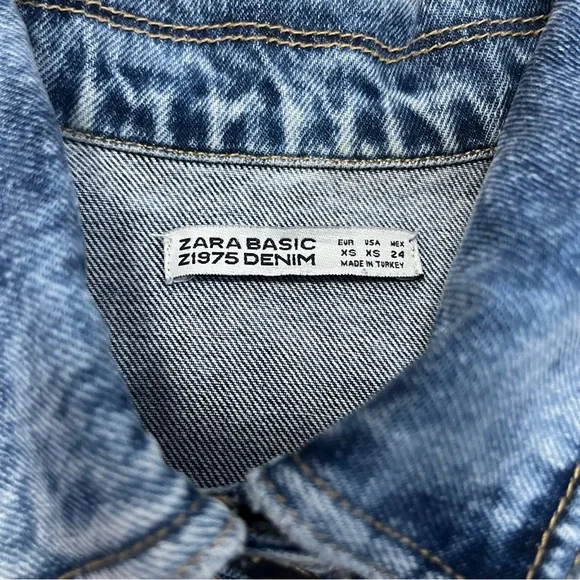 ZARA BASIC
Z1975 DENIM
EUR USA MEX
XS XS 24
MADE IN TURKEY